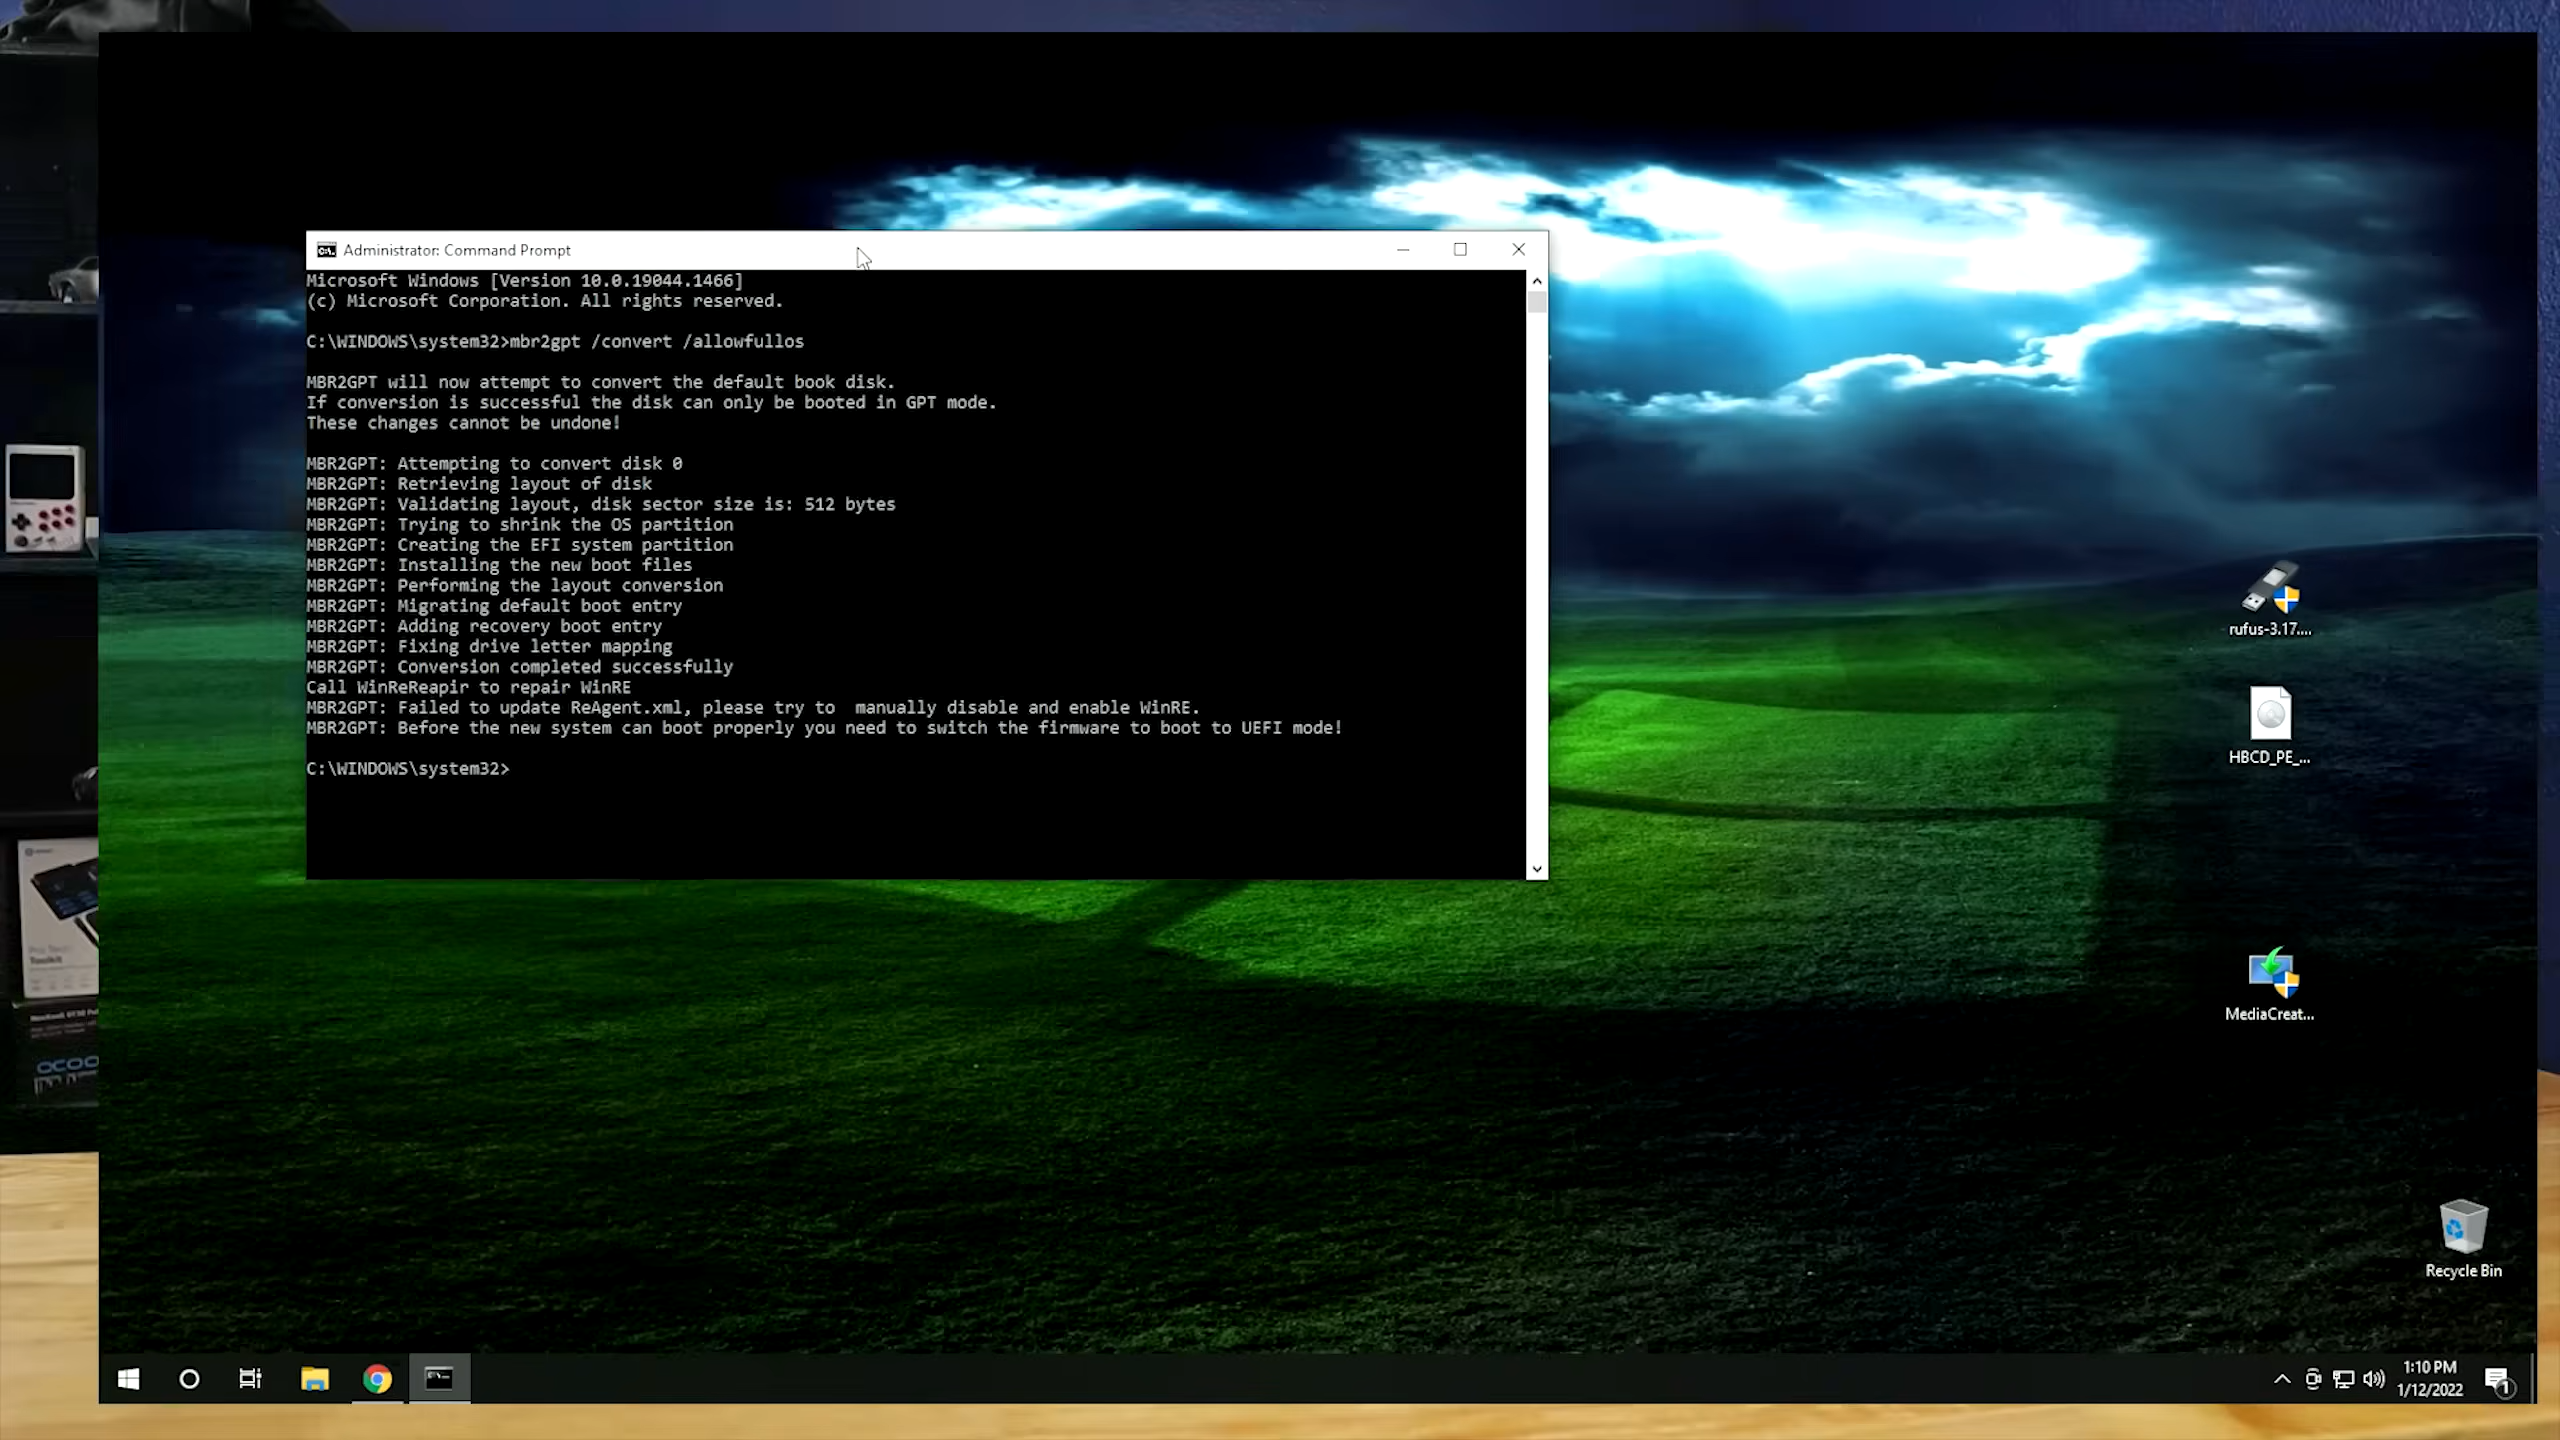 Administrator: Command Prompt
Microsoft Windows [Version 10.0.19044.1466]
(c) Microsoft Corporation. All rights reserved.
C:\WINDOWS\system32>mbr2gpt /convert /allowfullos
MBR2GPT will now attempt to convert the default book disk.
If conversion is successful the disk can only be booted in GPT mode.
These changes cannot be undone!
MBR2GPT: Attempting to convert disk 0
MBR2GPT: Retrieving layout of disk
MBR2GPT: Validating layout, disk sector size is: 512 bytes
MBR2GPT: Trying to shrink the OS partition
MBR2GPT: Creating the EFI system partition
MBR2GPT: Installing the new boot files
MBR2GPT: Performing the layout conversion
MBR2GPT: Migrating default boot entry
MBR2GPT: Adding recovery boot entry
MBR2GPT: Fixing drive letter mapping
MBR2GPT: Conversion completed successfully
Call WinReReapir to repair WinRE
MBR2GPT: Failed to update ReAgent.xml, please try to  manually disable and enable WinRE.
MBR2GPT: Before the new system can boot properly you need to switch the firmware to boot to UEFI mode!
C:\WINDOWS\system32>
rufus-3.17....
HBCD_PE_...
MediaCreat...
Recycle Bin
Pro Tech
Toolkit
1:10 PM
1/12/2022
1